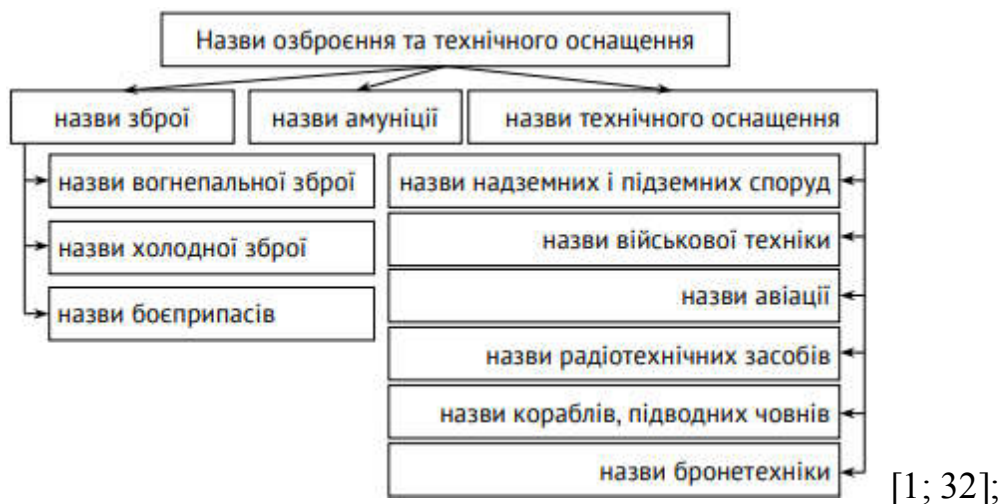 Назви озброєння та технічного оснащення
назви зброї
назви амуніції
назви технічного оснащення
назви вогнепальної зброї
назви холодної зброї
назви боєприпасів
назви надземних і підземних споруд
назви військової техніки
назви авіації
назви радіотехнічних засобів
назви кораблів, підводних човнів
назви бронетехніки
[1; 32];